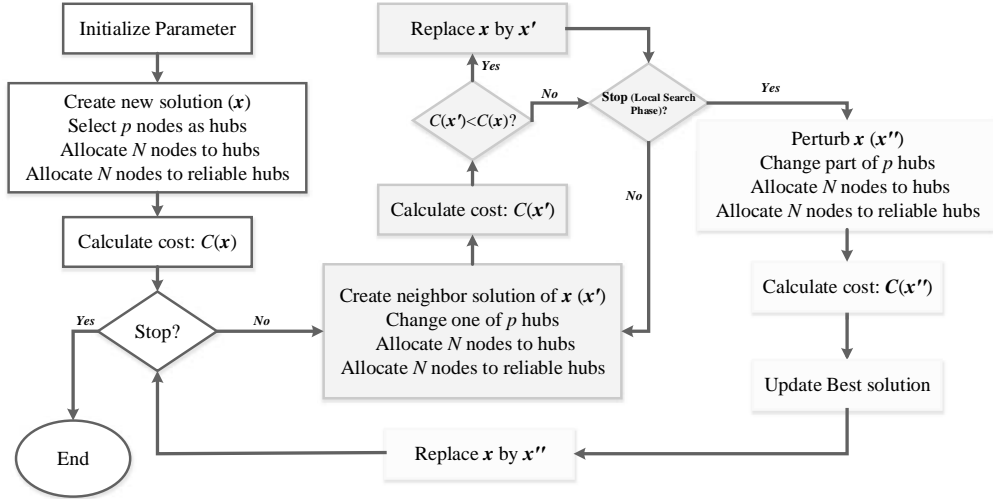 Initialize Parameter
Create new solution (x)
Select p nodes as hubs
Allocate N nodes to hubs
Allocate N nodes to reliable hubs
Calculate cost: C(x)
Stop?
Yes
No
End
Create neighbor solution of x (x′)
Change one of p hubs
Allocate N nodes to hubs
Allocate N nodes to reliable hubs
Calculate cost: C(x′)
C(x′)<C(x)?
Yes
No
Replace x by x′
Stop (Local Search
Phase)?
No
Yes
Perturb x (x′′)
Change part of p hubs
Allocate N nodes to hubs
Allocate N nodes to reliable hubs
Calculate cost: C(x′′)
Update Best solution
Replace x by x′′